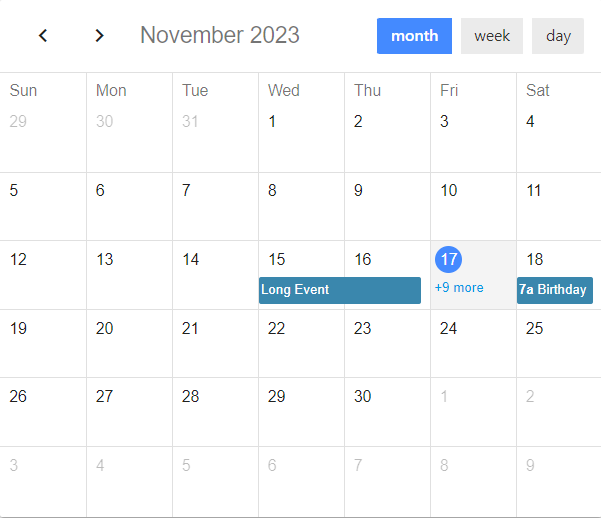 November 2023 month week day
Sun Mon Tue Wed Thu Fri Sat
29 30 31 1 2 3 4
5 6 7 8 9 10 11
12 13 14 15 16 17 18
Long Event +9 more 7a Birthday
19 20 21 22 23 24 25
26 27 28 29 30 1 2
3 4 5 6 7 8 9